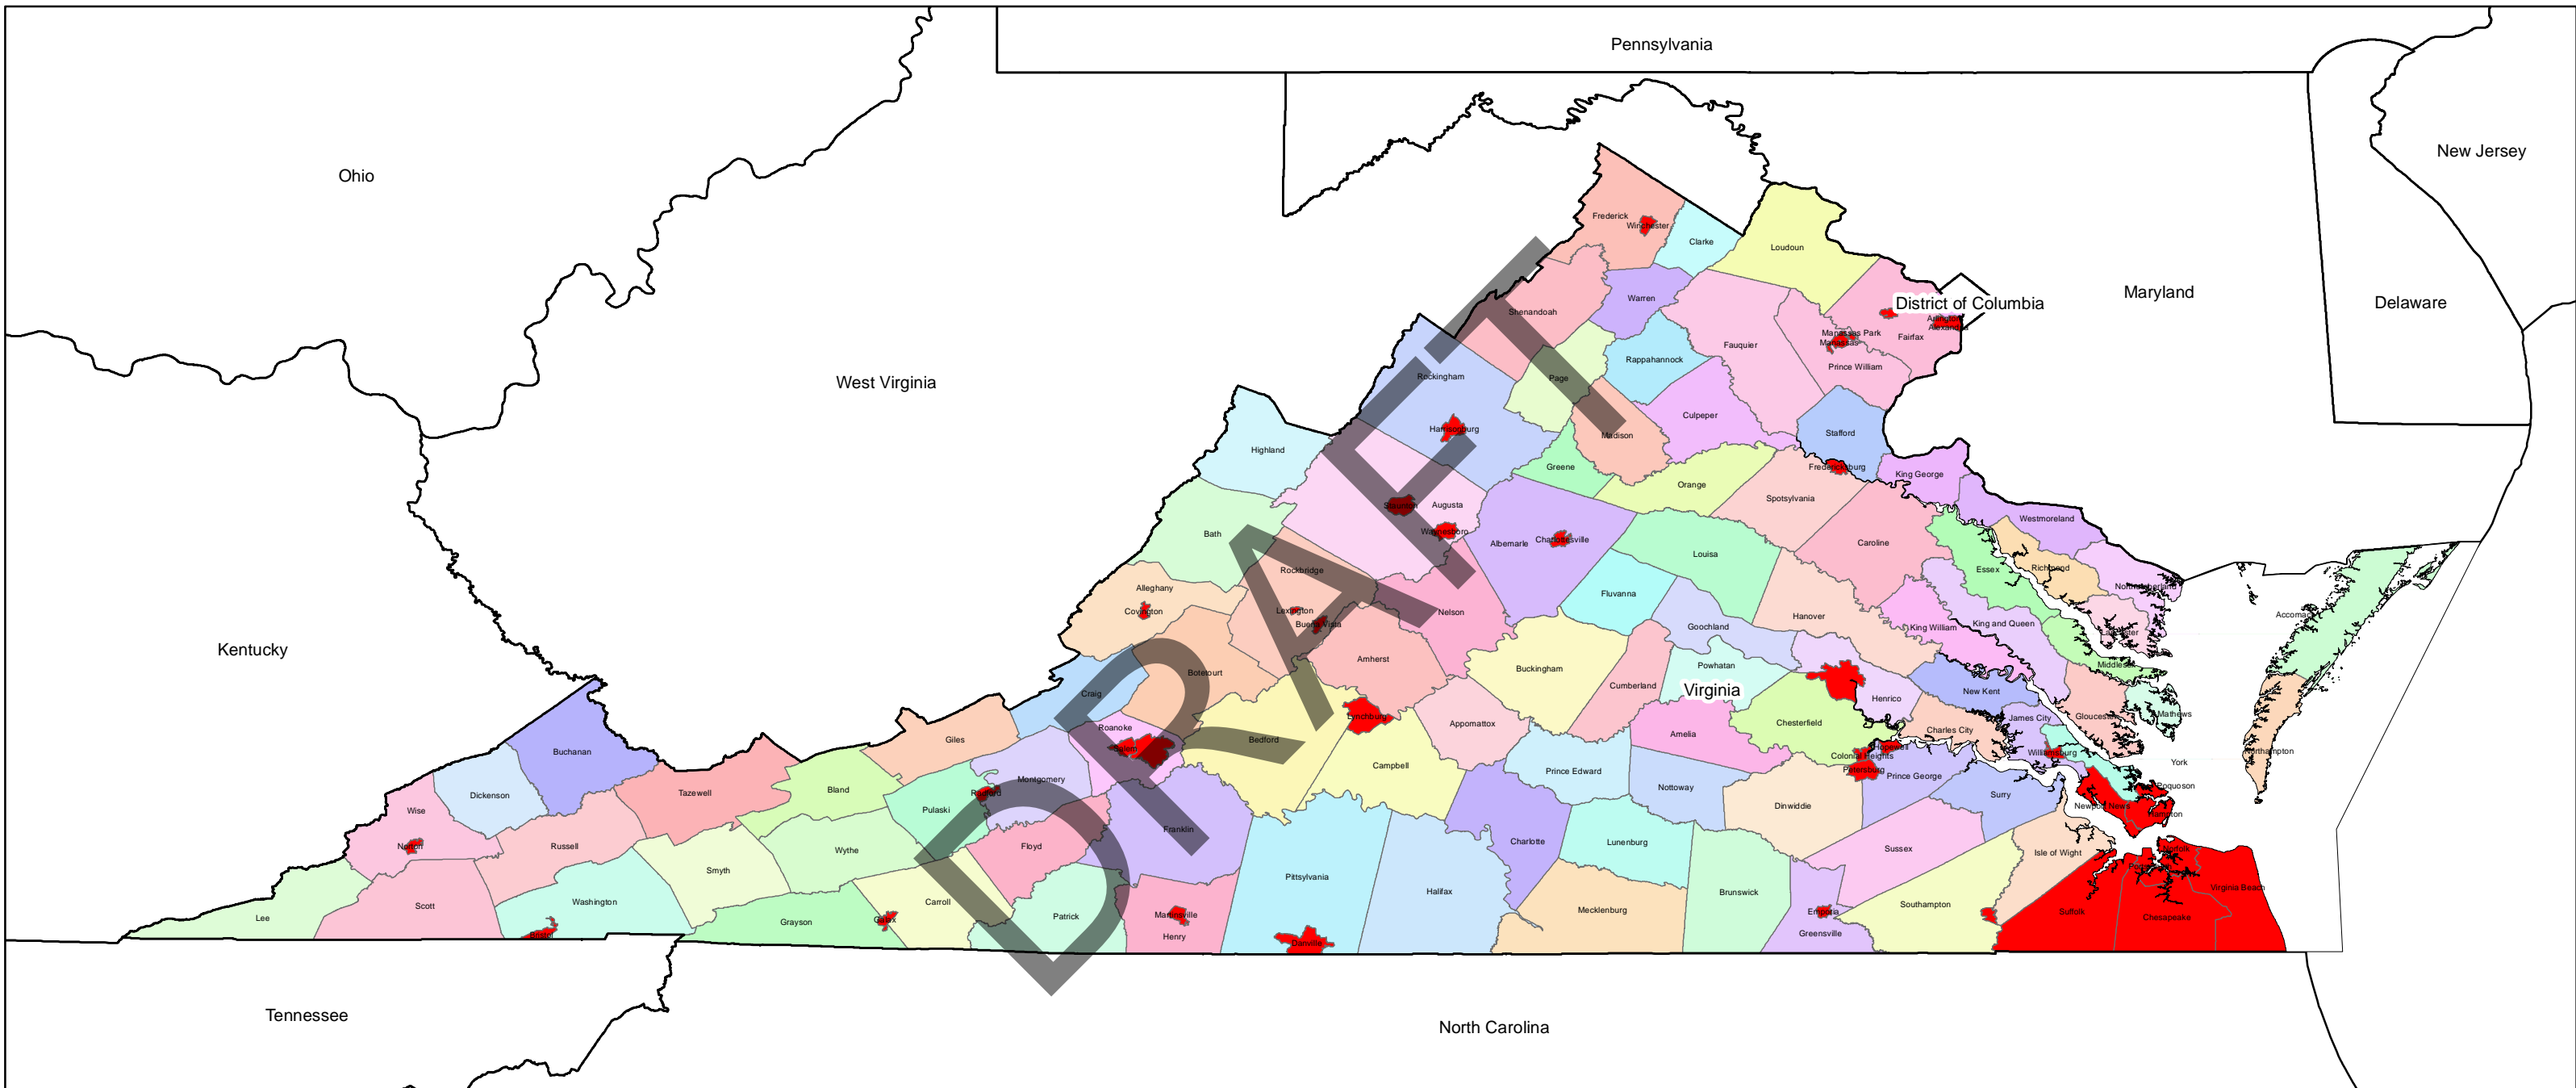 Pennsylvania
Ohio
New Jersey
Frederick
Winchester
Clarke
Loudoun
Maryland
Delaware
District of Columbia
Warren
Shenandoah
Arlington
Alexandria
Manassas Park
Manassas
Fairfax
Fauquier
Rappahannock
Prince William
West Virginia
Rockingham
Page
Culpeper
Harrisonburg
Madison
Stafford
Highland
Greene
Fredericksburg
King George
Orange
Spotsylvania
Staunton
Augusta
Westmoreland
Waynesboro
Bath
Albemarle
Charlottesville
Caroline
Louisa
Rockbridge
Essex
Richmond
Alleghany
Northumberland
Fluvanna
Covington
Lexington
Nelson
Buena Vista
Hanover
Accomac
Goochland
King William
King and Queen
Lancaster
Kentucky
Amherst
Buckingham
Powhatan
Middlesex
Botetourt
Craig
Cumberland
Virginia
New Kent
Henrico
Lynchburg
James City
Gloucester
Mathews
Roanoke
Appomattox
Chesterfield
Charles City
Amelia
Giles
Bedford
Salem
Buchanan
Hopewell
Williamsburg
Northampton
Colonial Heights
York
Campbell
Prince Edward
Petersburg
Prince George
Montgomery
Nottoway
Poquoson
Bland
Tazewell
Dickenson
Radford
Surry
Dinwiddie
Newport News
Pulaski
Wise
Hampton
Franklin
Charlotte
Lunenburg
Norton
Russell
Floyd
Wythe
Sussex
Norfolk
Isle of Wight
Portsmouth
Smyth
Pittsylvania
Virginia Beach
Halifax
Brunswick
Washington
Carroll
Scott
Southampton
Mecklenburg
Emporia
Suffolk
Martinsville
Patrick
Chesapeake
Lee
Galax
Grayson
Bristol
Henry
Greensville
Danville
Tennessee
North Carolina
DRAFT